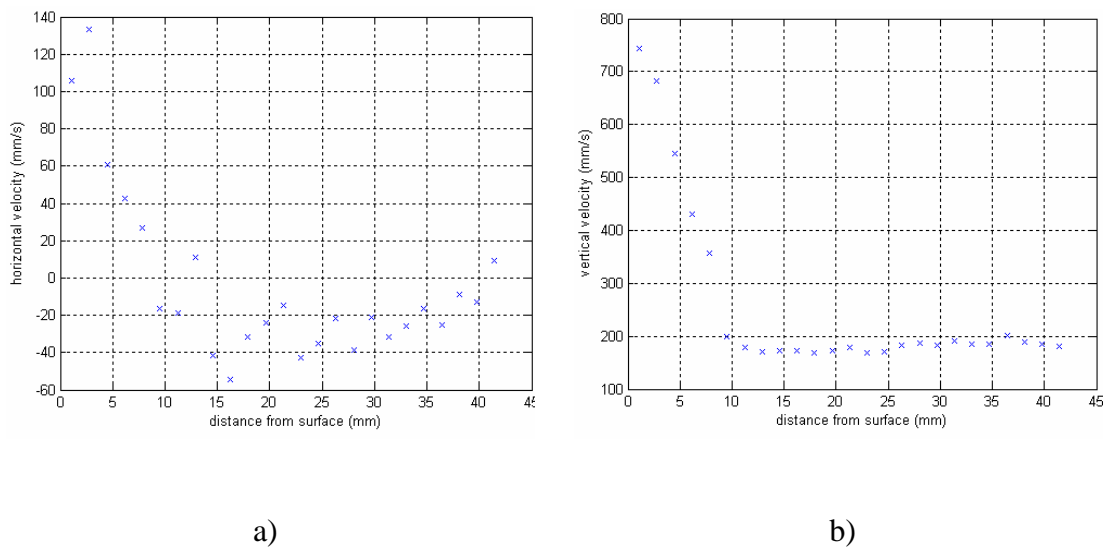 140
120
100
80
60
40
20
0
-20
-40
-60
0 5 10 15 20 25 30 35 40 45
horizontal velocity (mm/s)
distance from surface (mm)
800
700
600
500
400
300
200
100
0 5 10 15 20 25 30 35 40 45
vertical velocity (mm/s)
distance from surface (mm)
a) b)